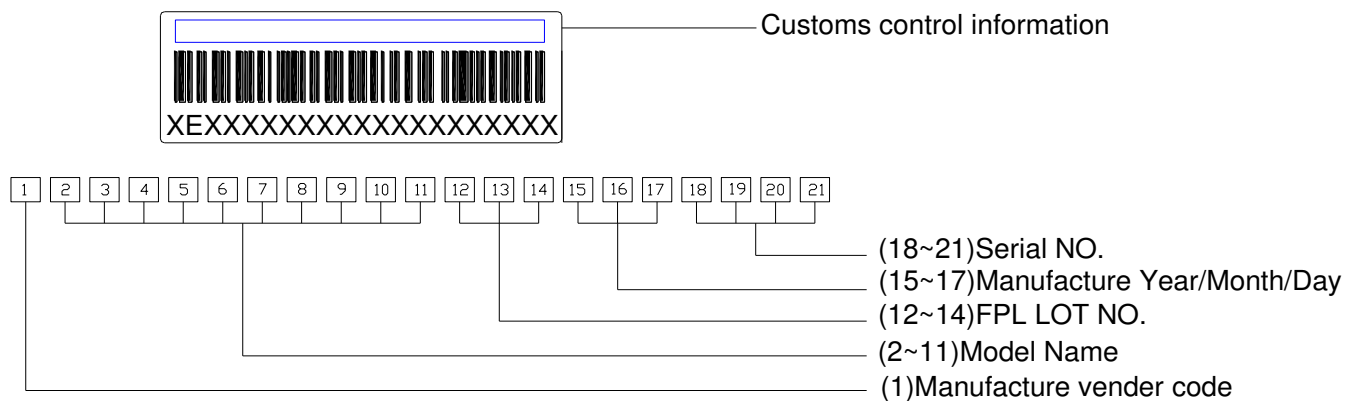 Customs control information
XEXXXXXXXXXXXXXXXXXXX
1 2 3 4 5 6 7 8 9 10 11 12 13 14 15 16 17 18 19 20 21
(18~21)Serial NO.
(15~17)Manufacture Year/Month/Day
(12~14)FPL LOT NO.
(2~11)Model Name
(1)Manufacture vender code